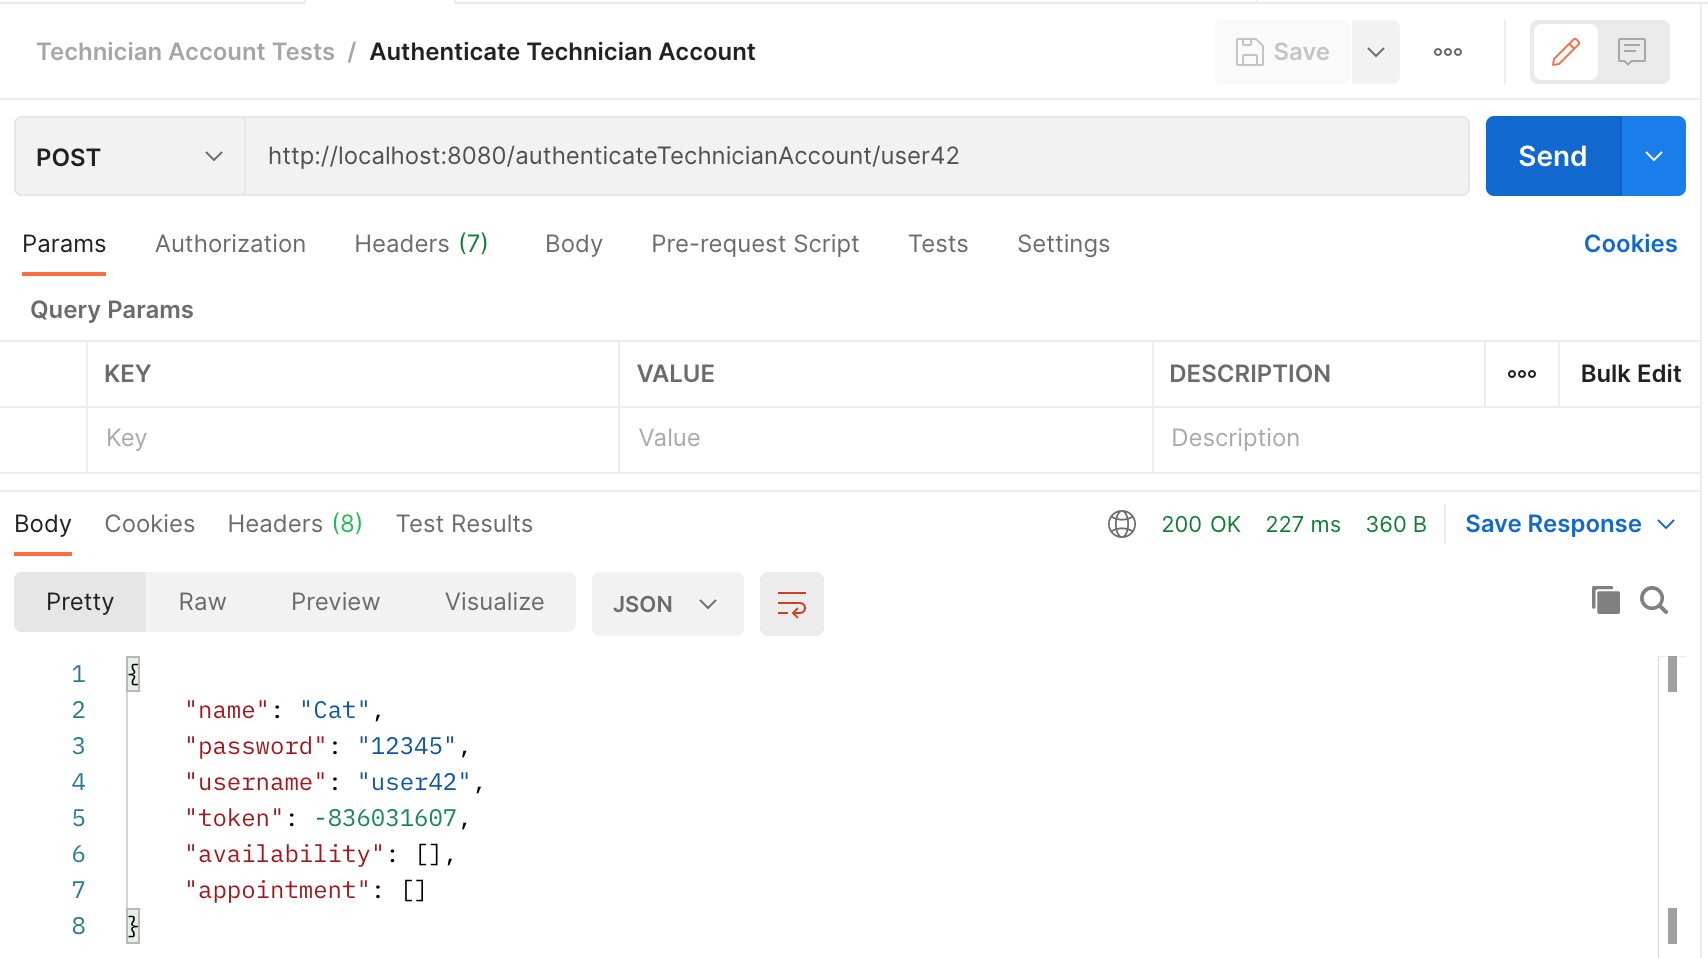 Technician Account Tests / Authenticate Technician Account
Save
POST
http://localhost:8080/authenticateTechnicianAccount/user42
Send
Params Authorization Headers (7) Body Pre-request Script Tests Settings Cookies
Query Params
KEY VALUE DESCRIPTION Bulk Edit
Key Value Description
Body Cookies Headers (8) Test Results 200 OK 227 ms 360 B Save Response
Pretty Raw Preview Visualize JSON
1 {
2 "name": "Cat",
3 "password": "12345",
4 "username": "user42",
5 "token": -836031607,
6 "availability": [],
7 "appointment": []
8 }